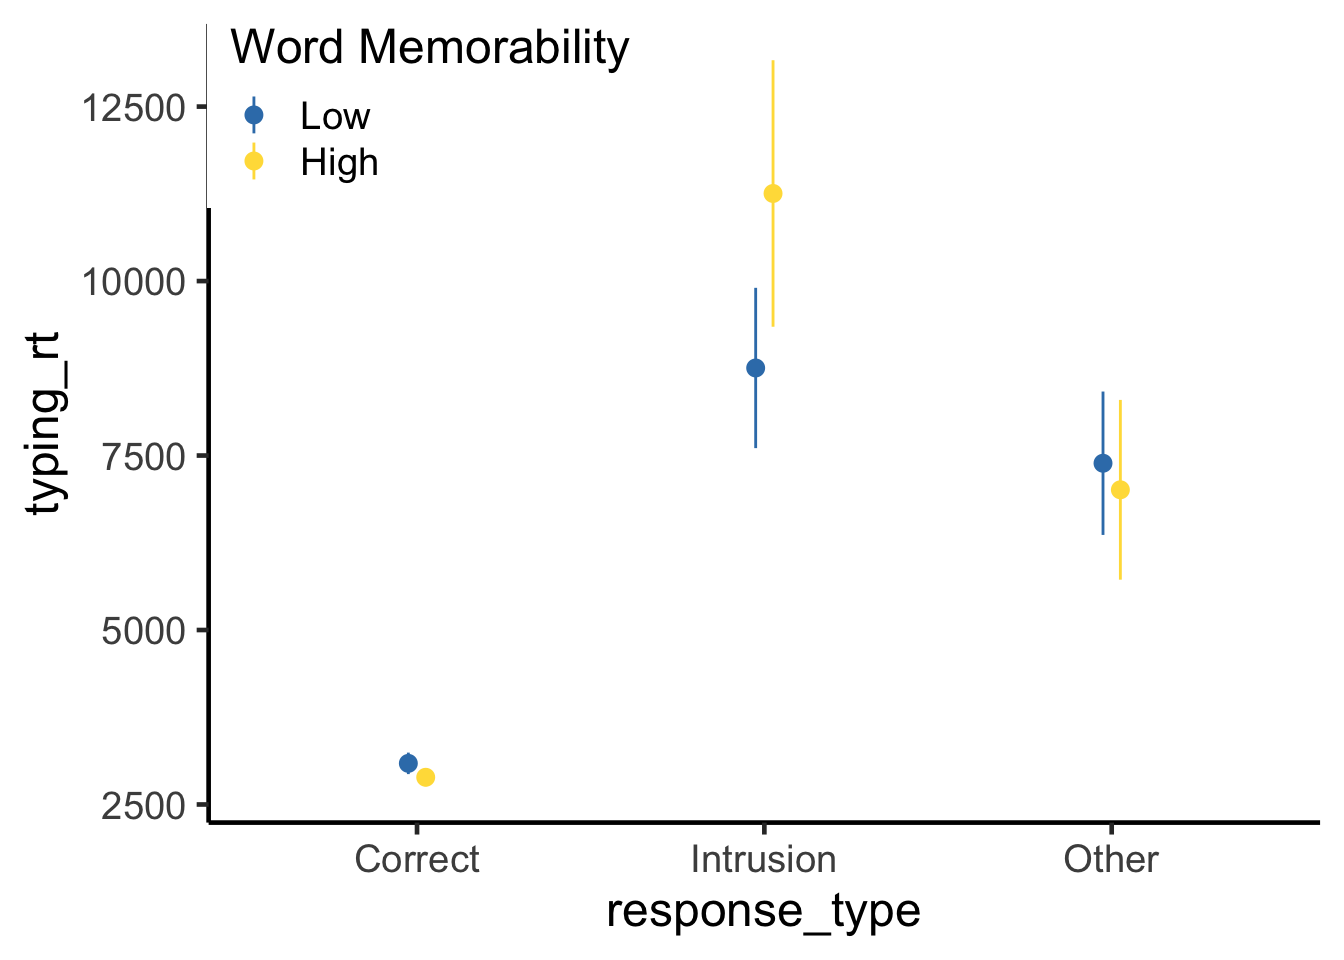 Word Memorability
Low
High
12500
10000
7500
5000
2500
typing_rt
Correct
Intrusion
Other
response_type